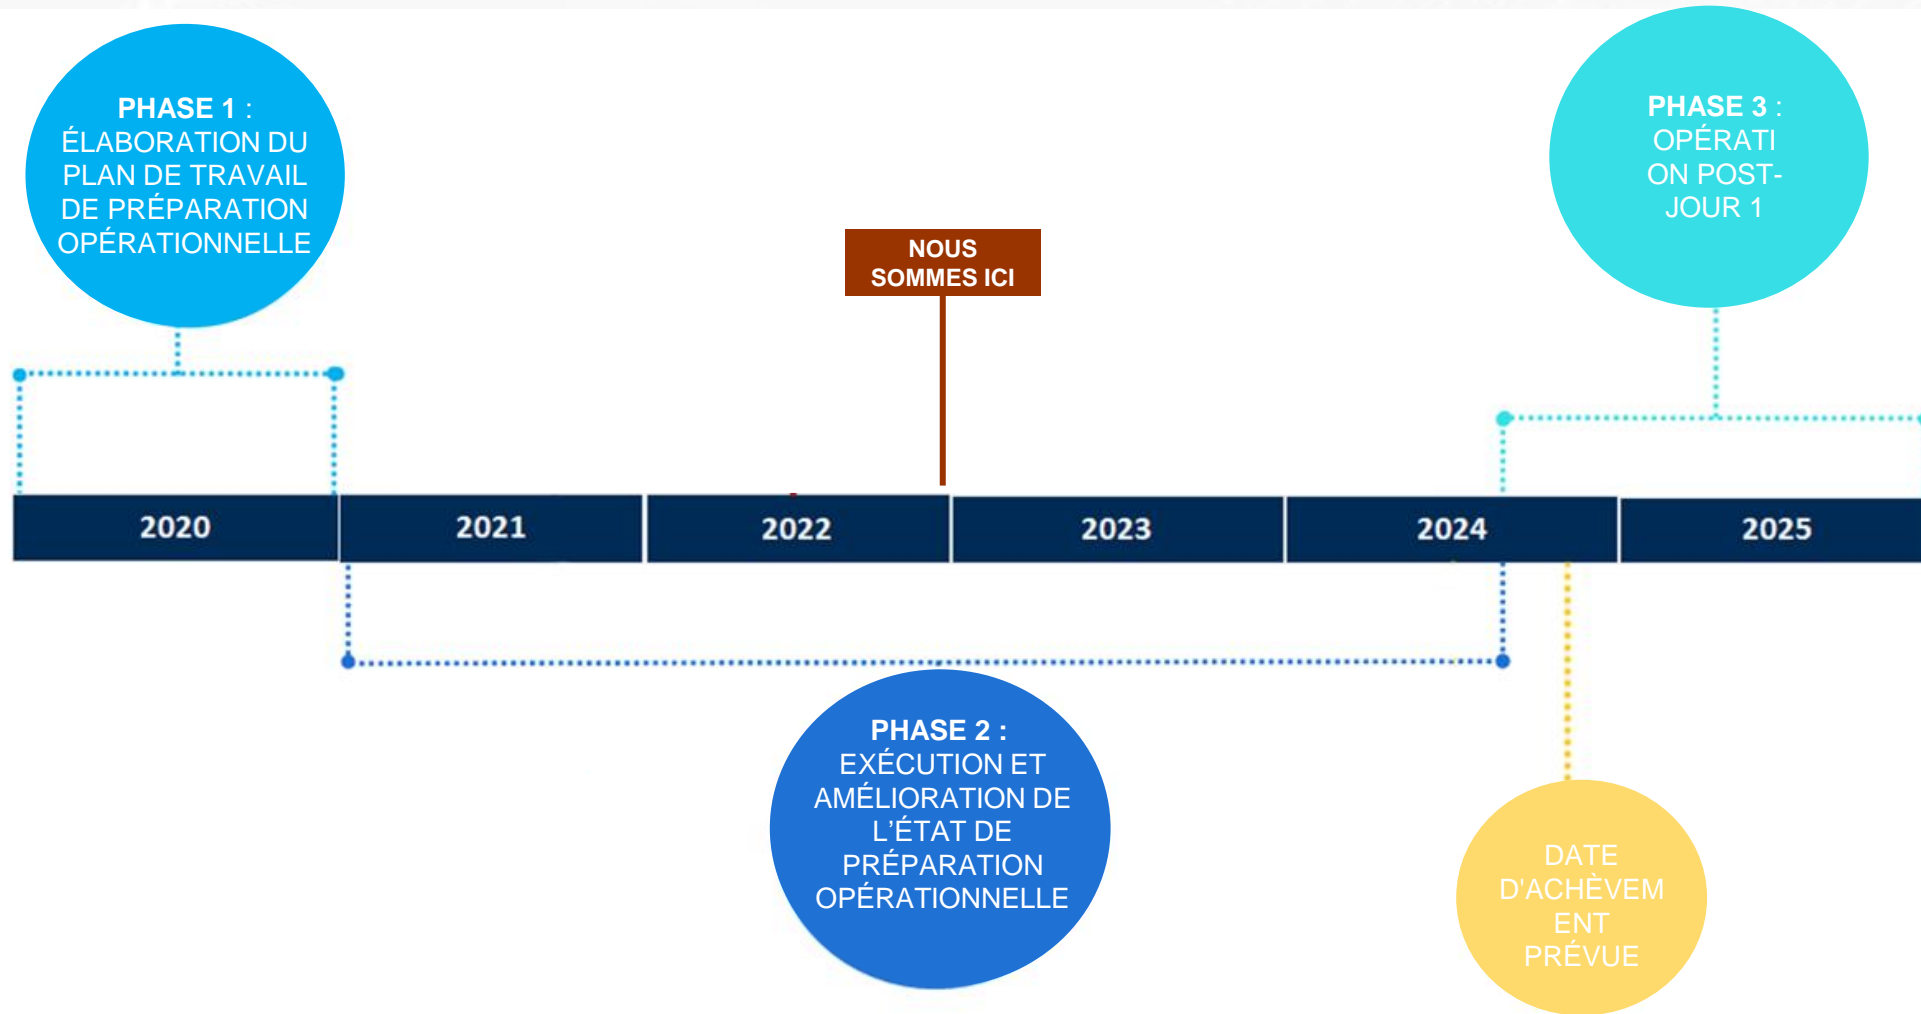 PHASE 1 :
ÉLABORATION DU
PLAN DE TRAVAIL
DE PRÉPARATION
OPÉRATIONNELLE
PHASE 3 :
OPÉRATI
ON POST-
JOUR 1
NOUS
SOMMES ICI
2020 2021 2022 2023 2024 2025
PHASE 2 :
EXÉCUTION ET
AMÉLIORATION DE
L'ÉTAT DE
PRÉPARATION
OPÉRATIONNELLE
DATE
D'ACHÈVEM
ENT
PRÉVUE